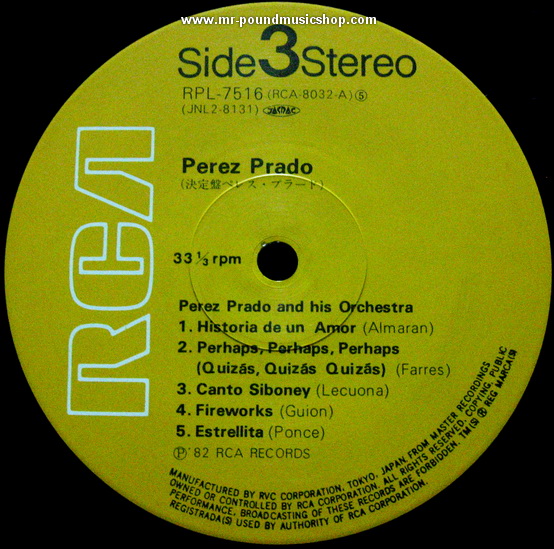 www.mr-poundmusicshop.com
Side 3 Stereo
RPL-7516 (RCA-8032-A) ⑤
(JNL2-8131) JASRAC
RCA
Perez Prado
(決定盤ペレス・プラード)
33 1/3 rpm
Perez Prado and his Orchestra
1. Historia de un Amor (Almaran)
2. Perhaps, Perhaps, Perhaps
(Quizás, Quizás Quizás) (Farres)
3. Canto Siboney (Lecuona)
4. Fireworks (Guion)
5. Estrellita (Ponce)
Ⓟ '82 RCA RECORDS
MANUFACTURED BY RVC CORPORATION, TOKYO, JAPAN, FROM MASTER RECORDINGS
OWNED OR CONTROLLED BY RCA CORPORATION. ALL RIGHTS RESERVED. COPYING, PUBLIC
PERFORMANCE, BROADCASTING OF THESE RECORDS ARE FORBIDDEN. TM(S) ® REG MARCA(S)
REGISTRADA(S) USED BY AUTHORITY OF RCA CORPORATION.